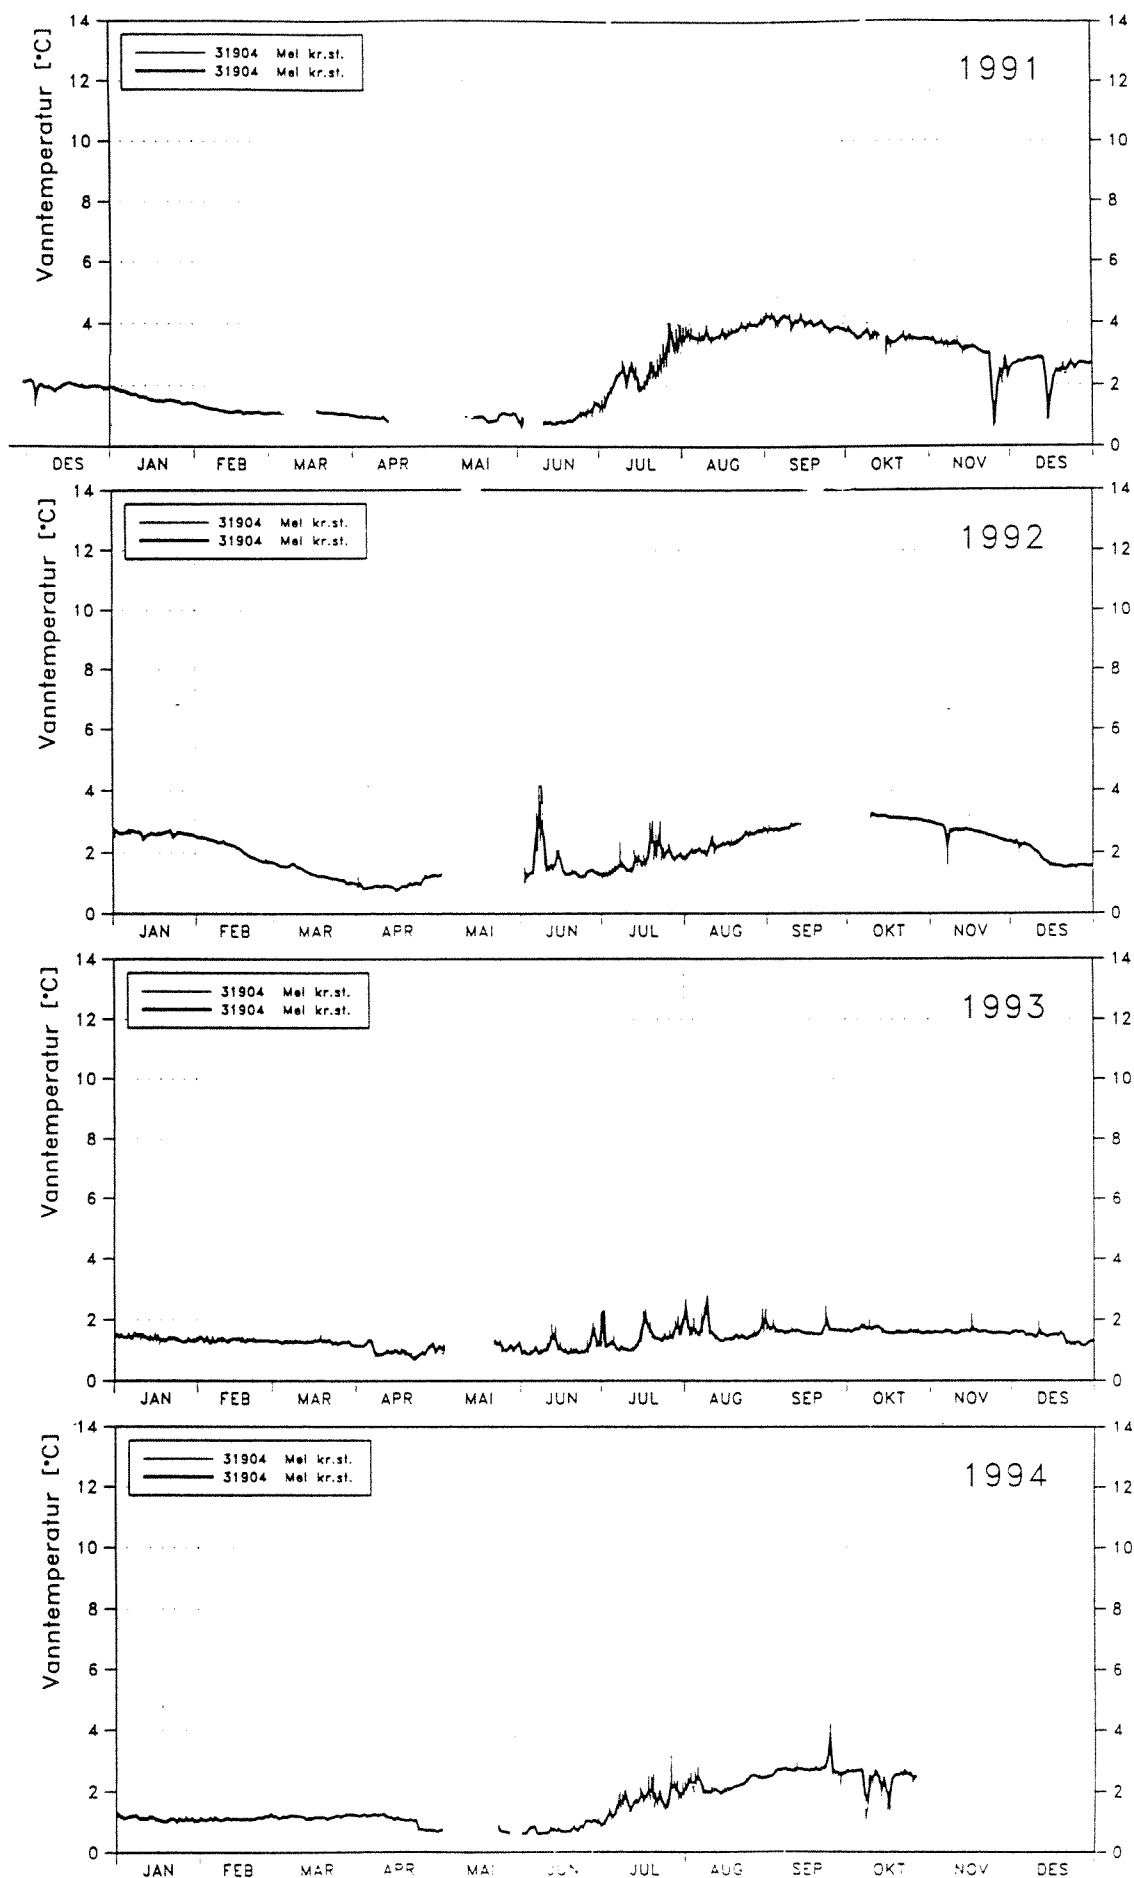 14 14
31904 Mel kr.st.
31904 Mel kr.st.
1991
Vanntemperatur [°C]
12 12
10 10
8 8
6 6
4 4
2 2
0
DES JAN FEB MAR APR MAI JUN JUL AUG SEP OKT NOV DES
14 14
31904 Mel kr.st.
31904 Mel kr.st.
1992
Vanntemperatur [°C]
12 12
10 10
8 8
6 6
4 4
2 2
0 0
JAN FEB MAR APR MAI JUN JUL AUG SEP OKT NOV DES
14 14
31904 Mel kr.st.
31904 Mel kr.st.
1993
Vanntemperatur [°C]
12 12
10 10
8 8
6 6
4 4
2 2
0 0
JAN FEB MAR APR MAI JUN JUL AUG SEP OKT NOV DES
14 14
31904 Mel kr.st.
31904 Mel kr.st.
1994
Vanntemperatur [°C]
12 12
10 10
8 8
6 6
4 4
2 2
0 0
JAN FEB MAR APR MAI JUN JUL AUG SEP OKT NOV DES